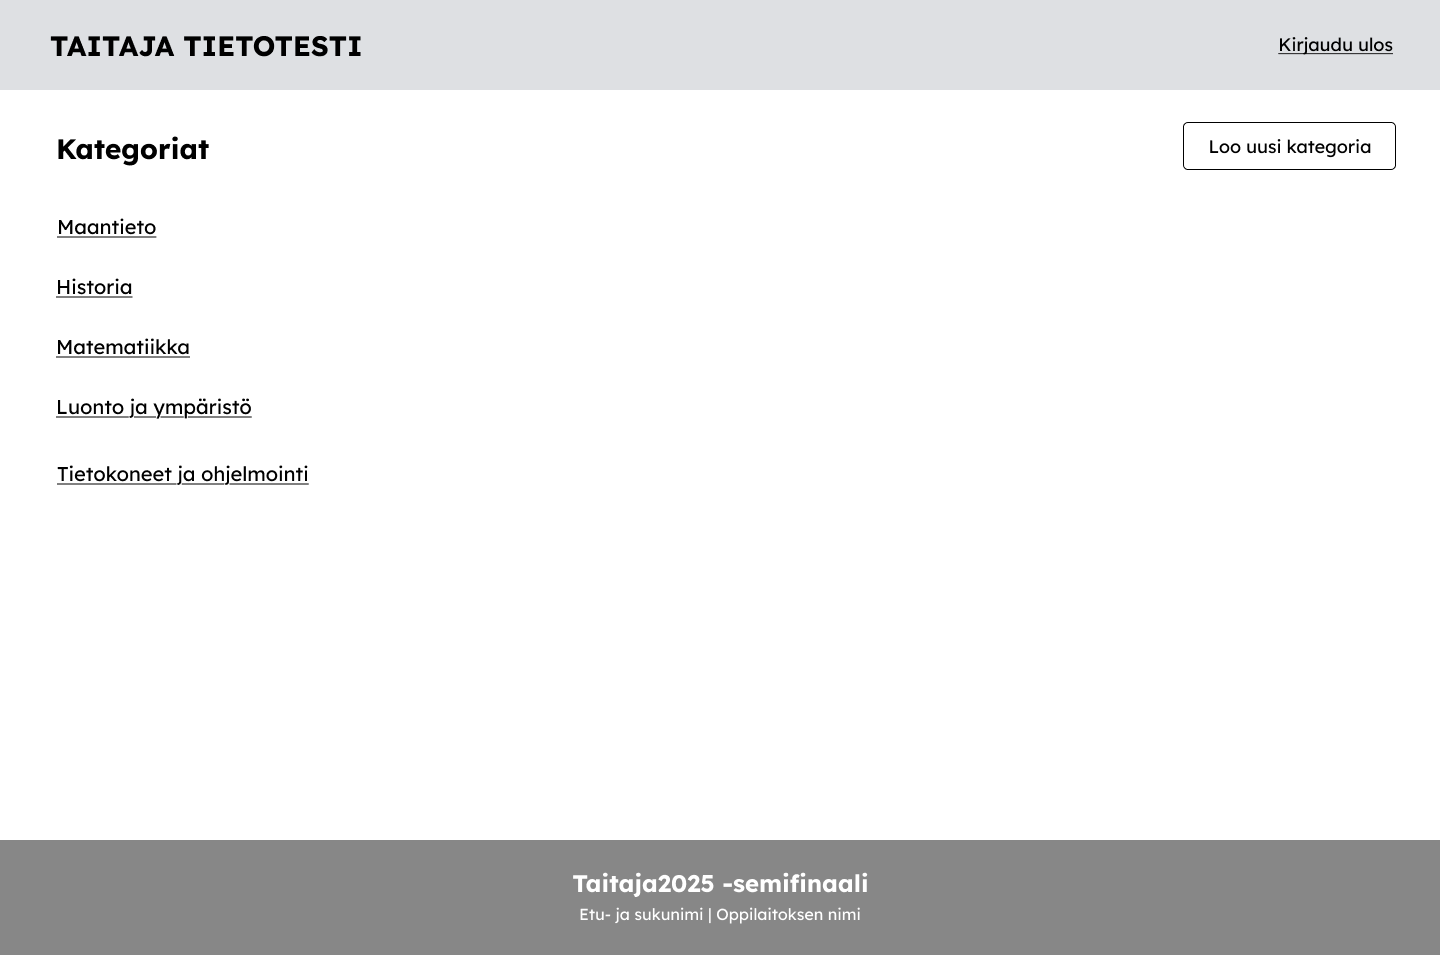 TAITAJA TIETOTESTI
Kirjaudu ulos
Kategoriat
Loo uusi kategoria
Maantieto
Historia
Matematiikka
Luonto ja ympäristö
Tietokoneet ja ohjelmointi
Taitaja2025 -semifinaali
Etu- ja sukunimi | Oppilaitoksen nimi